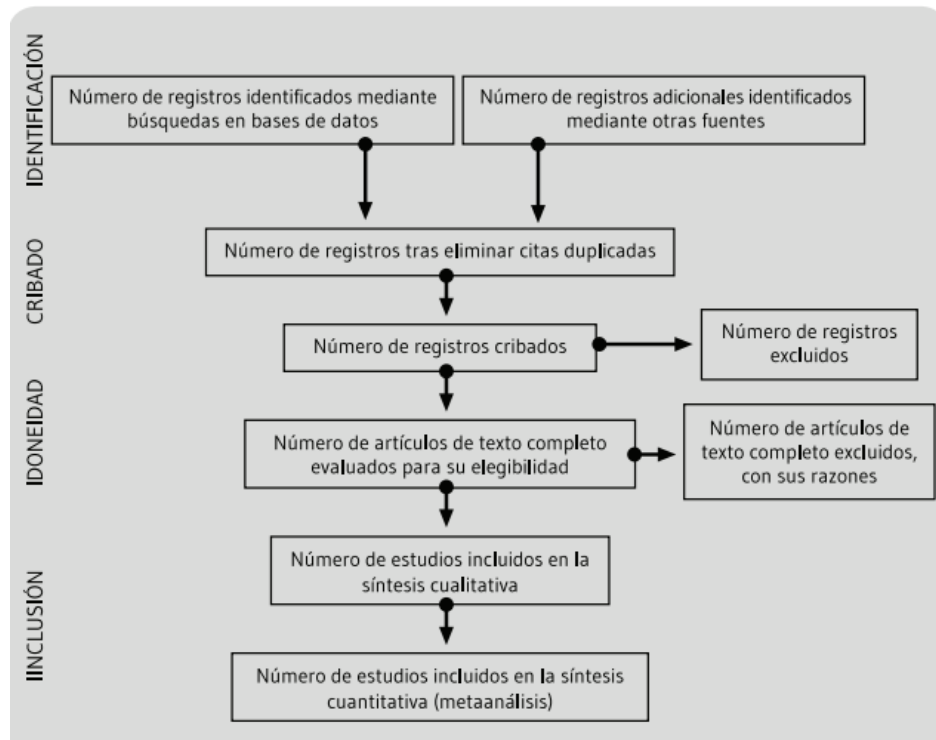 IDENTIFICACIÓN
Número de registros identificados mediante
búsquedas en bases de datos
Número de registros adicionales identificados
mediante otras fuentes
CRIBADO
Número de registros tras eliminar citas duplicadas
Número de registros cribados
Número de registros
excluidos
IDONEIDAD
Número de artículos de texto completo
evaluados para su elegibilidad
Número de artículos de
texto completo excluidos,
con sus razones
IINCLUSIÓN
Número de estudios incluidos en la
síntesis cualitativa
Número de estudios incluidos en la síntesis
cuantitativa (metaanálisis)